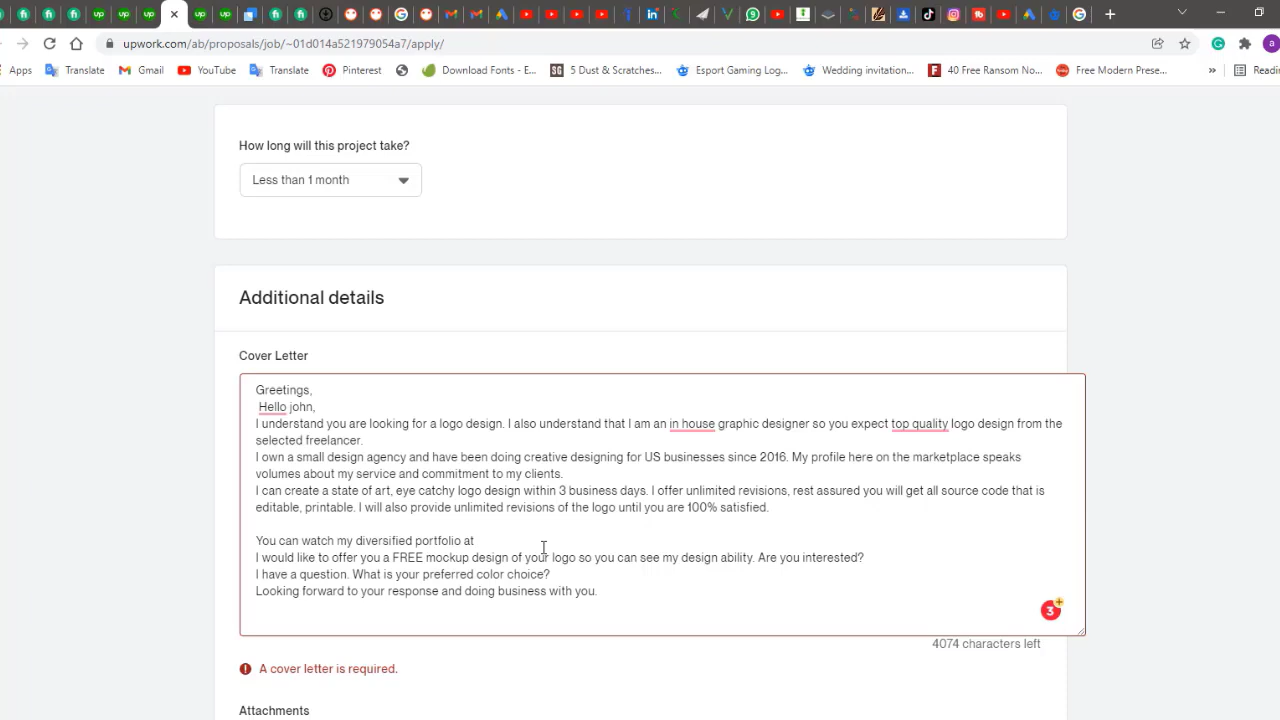 upwork.com/ab/proposals/job/~01d014a521979054a7/apply/
Apps Translate Gmail YouTube Translate Pinterest Download Fonts - E... 5 Dust & Scratches... Esport Gaming Log... Wedding invitation... 40 Free Ransom No... Free Modern Prese... » Readin
How long will this project take?
Less than 1 month
Additional details
Cover Letter
Greetings,
Hello john,
I understand you are looking for a logo design. I also understand that I am an in house graphic designer so you expect top quality logo design from the
selected freelancer.
I own a small design agency and have been doing creative designing for US businesses since 2016. My profile here on the marketplace speaks
volumes about my service and commitment to my clients.
I can create a state of art, eye catchy logo design within 3 business days. I offer unlimited revisions, rest assured you will get all source code that is
editable, printable. I will also provide unlimited revisions of the logo until you are 100% satisfied.
You can watch my diversified portfolio at
I would like to offer you a FREE mockup design of your logo so you can see my design ability. Are you interested?
I have a question. What is your preferred color choice?
Looking forward to your response and doing business with you.
3
4074 characters left
A cover letter is required.
Attachments